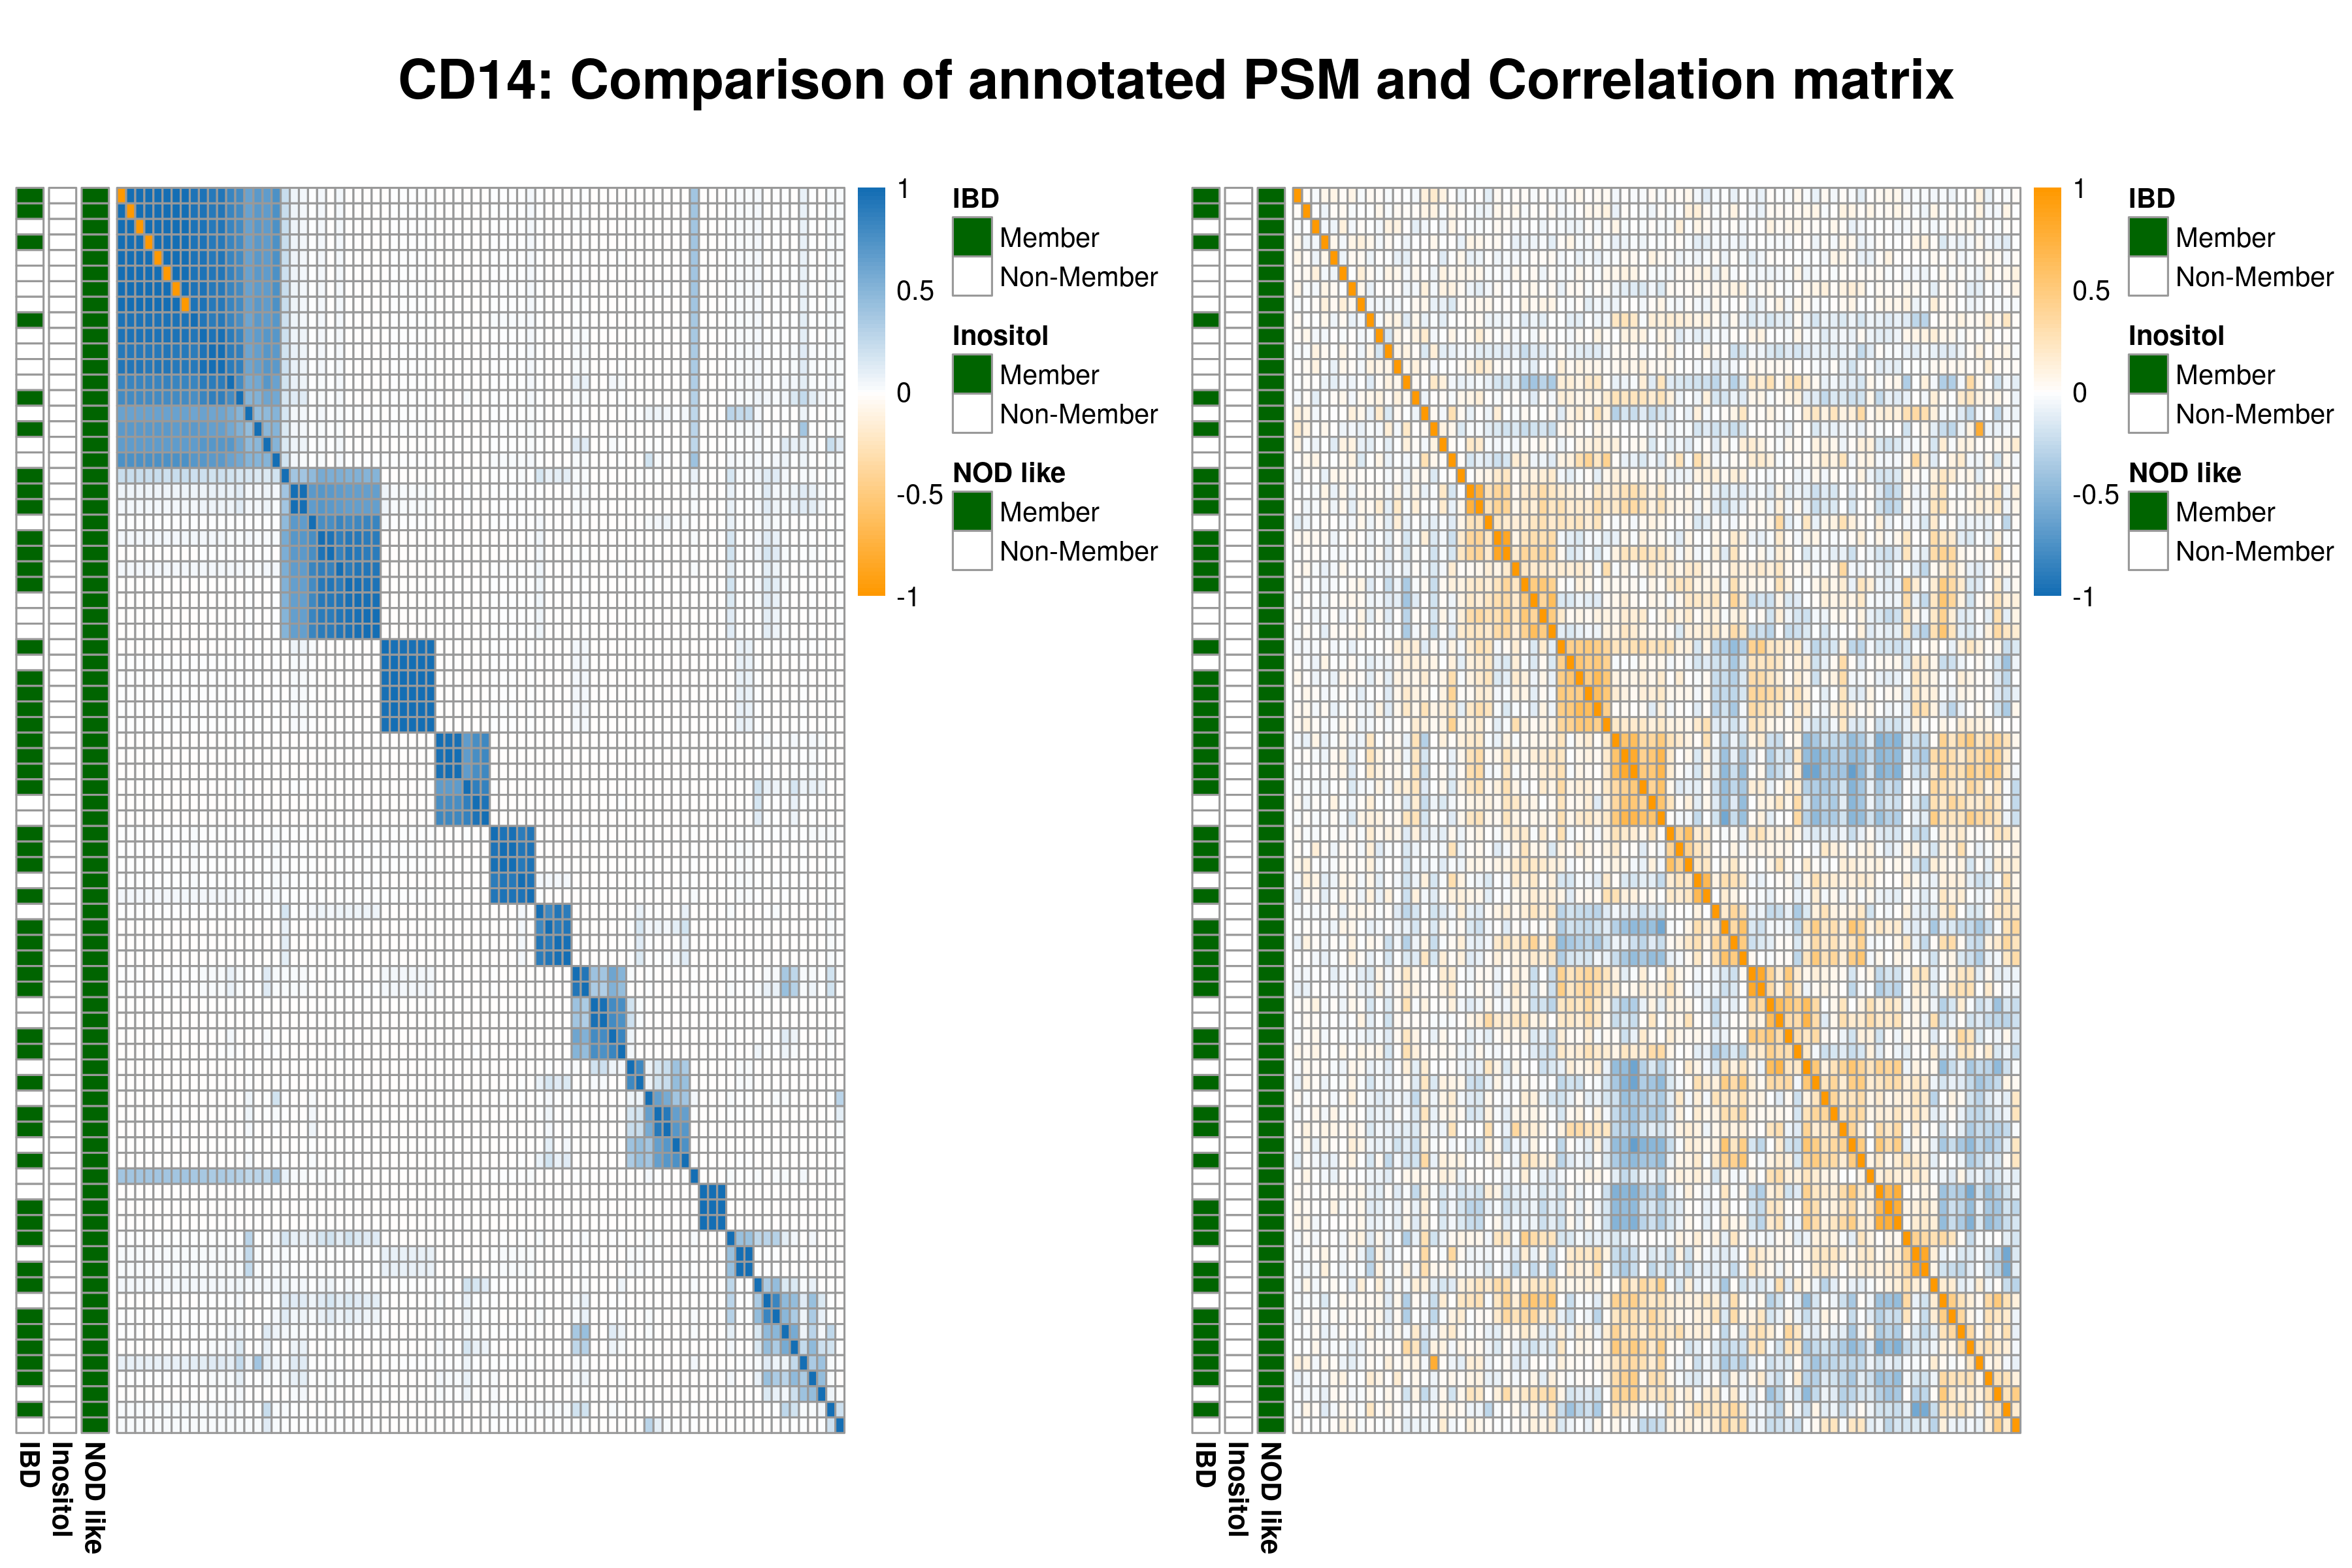 CD14: Comparison of annotated PSM and Correlation matrix
1
0.5
0
-0.5
-1
IBD
Member
Non-Member
Inositol
Member
Non-Member
NOD like
Member
Non-Member
IBD
Inositol
NOD like
1
0.5
0
-0.5
-1
IBD
Member
Non-Member
Inositol
Member
Non-Member
NOD like
Member
Non-Member
IBD
Inositol
NOD like